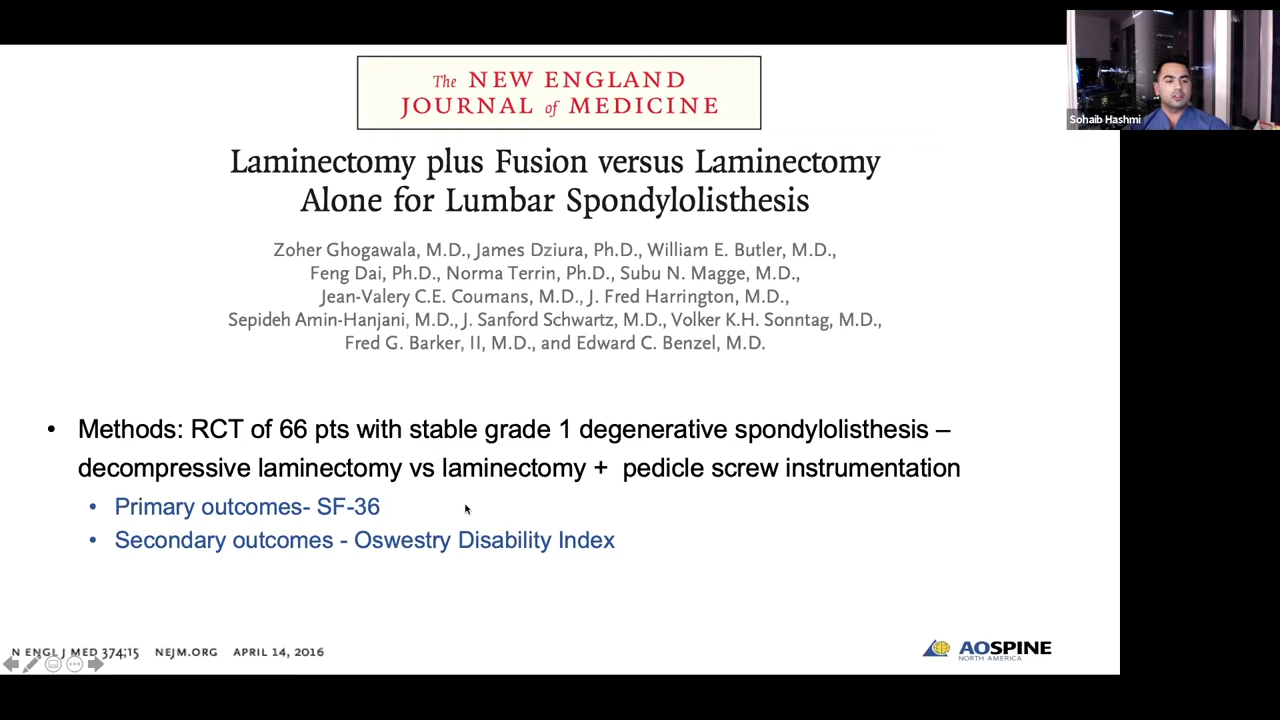 The NEW ENGLAND
JOURNAL of MEDICINE
Sohaib Hashmi
Laminectomy plus Fusion versus Laminectomy
Alone for Lumbar Spondylolisthesis
Zoher Ghogawala, M.D., James Dziura, Ph.D., William E. Butler, M.D.,
Feng Dai, Ph.D., Norma Terrin, Ph.D., Subu N. Magge, M.D.,
Jean-Valery C.E. Coumans, M.D., J. Fred Harrington, M.D.,
Sepideh Amin-Hanjani, M.D., J. Sanford Schwartz, M.D., Volker K.H. Sonntag, M.D.,
Fred G. Barker, II, M.D., and Edward C. Benzel, M.D.
• Methods: RCT of 66 pts with stable grade 1 degenerative spondylolisthesis –
decompressive laminectomy vs laminectomy + pedicle screw instrumentation
• Primary outcomes- SF-36
• Secondary outcomes - Oswestry Disability Index
N ENGL J MED 374;15 NEJM.ORG APRIL 14, 2016
AOSPINE
NORTH AMERICA